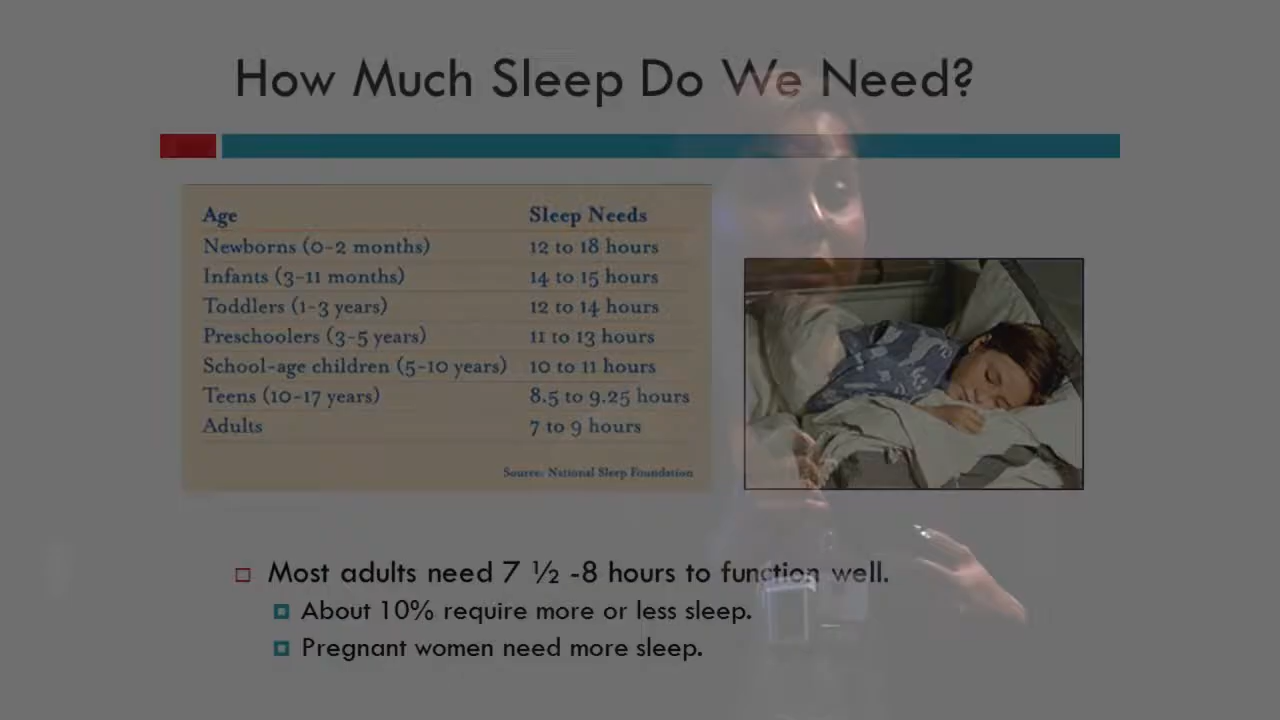 How Much Sleep Do We Need?
Age Sleep Needs
Newborns (0-2 months) 12 to 18 hours
Infants (3-11 months) 14 to 15 hours
Toddlers (1-3 years) 12 to 14 hours
Preschoolers (3-5 years) 11 to 13 hours
School-age children (5-10 years) 10 to 11 hours
Teens (10-17 years) 8.5 to 9.25 hours
Adults 7 to 9 hours
Source: National Sleep Foundation
Most adults need 7 ½ -8 hours to function well.
About 10% require more or less sleep.
Pregnant women need more sleep.